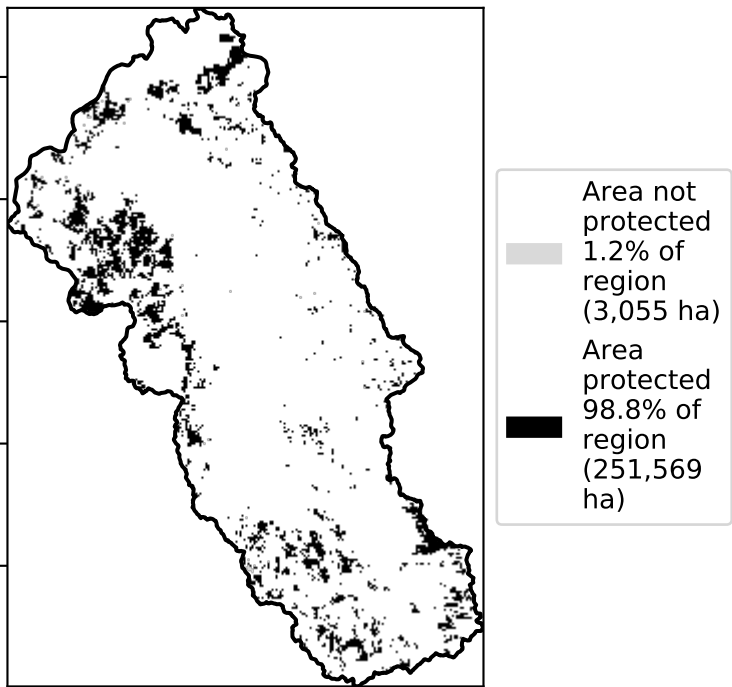 Area not
protected
1.2% of
region
(3,055 ha)
Area
protected
98.8% of
region
(251,569
ha)